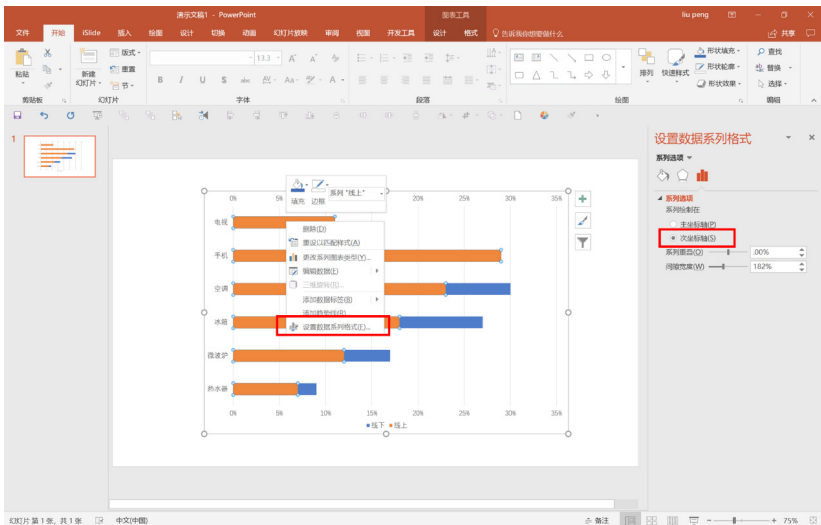 演示文稿1 - PowerPoint
图表工具
liu peng
文件 开始 iSlide 插入 绘图 设计 切换 动画 幻灯片放映 审阅 视图 开发工具 设计 格式 告诉我你想要做什么 共享
粘贴
新建
幻灯片
版式
重置
节
13.3
B I U S abc AV Aa A
排列 快速样式
形状填充
形状轮廓
形状效果
查找
替换
选择
剪贴板 幻灯片 字体 段落 绘图 编辑
1
填充 边框
系列 "线上"
0% 5% 20% 25% 30% 35%
电视
手机
空调
冰箱
微波炉
热水器
0% 5% 10% 15% 20% 25% 30% 35%
线下 线上
删除(D)
重设以匹配样式(A)
更改系列图表类型(Y)...
编辑数据(E)
三维旋转(R)...
添加数据标签(B)
添加趋势线(R)...
设置数据系列格式(F)...
设置数据系列格式
系列选项
系列选项
系列绘制在
主坐标轴(P)
次坐标轴(S)
系列重叠(O) .00%
间隙宽度(W) 182%
幻灯片 第 1 张，共 1 张 中文(中国) 备注 75%